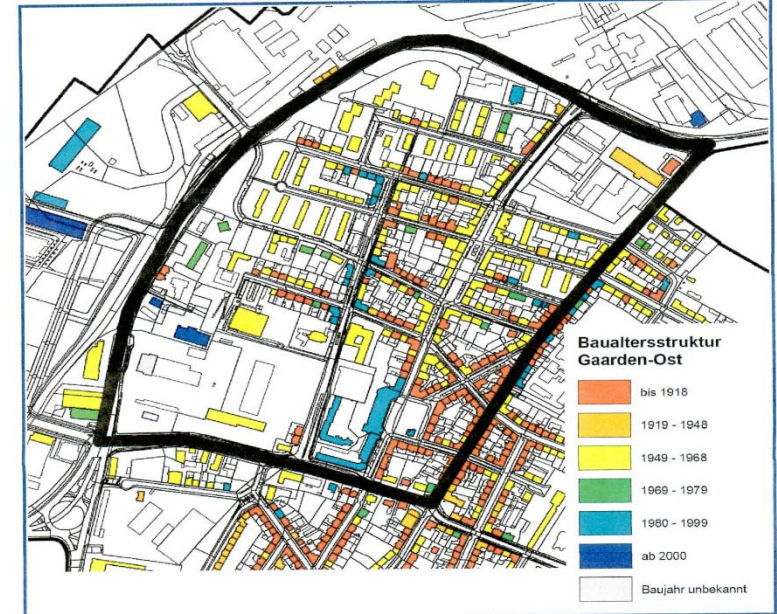 Baualtersstruktur
Gaarden-Ost
bis 1918
1919 - 1948
1949 - 1968
1969 - 1979
1980 - 1999
ab 2000
Baujahr unbekannt